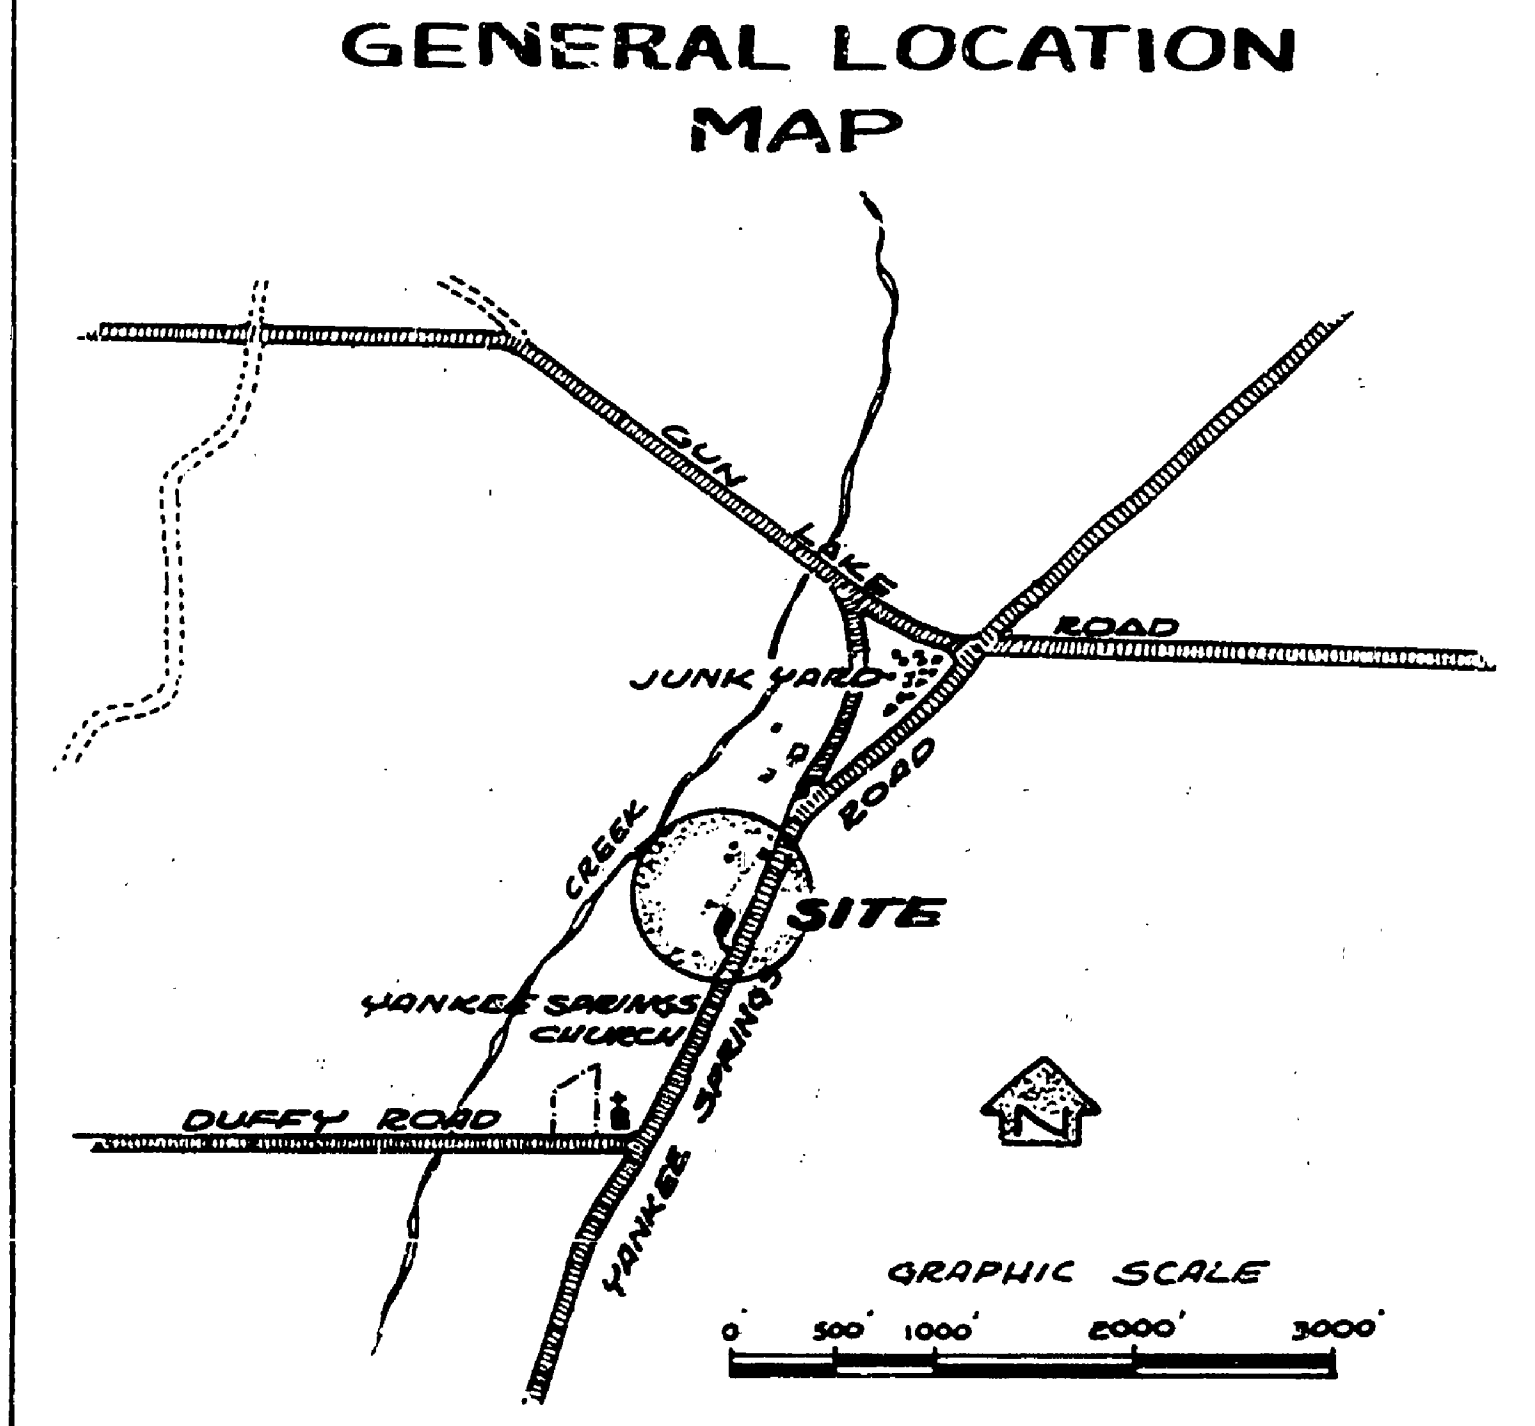 GENERAL LOCATION
MAP
GUN LAKE ROAD
JUNK YARD
ROAD
CREEK
SITE
YANKEE SPRINGS
CHURCH
YANKEE SPRINGS
DUFFY ROAD
N
GRAPHIC SCALE
0' 500' 1000' 2000' 3000'